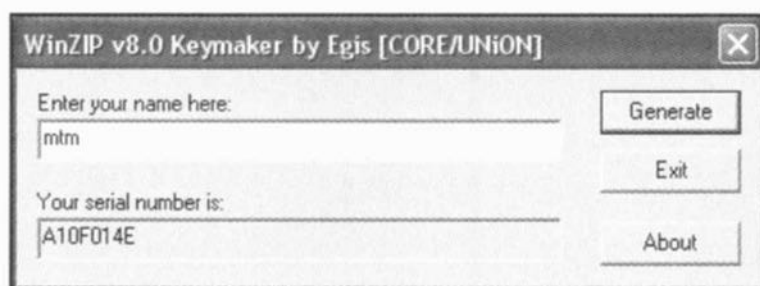 WinZIP v8.0 Keymaker by Egis [CORE/UNiON]
Enter your name here:
mtm
Generate
Exit
Your serial number is:
A10F014E
About